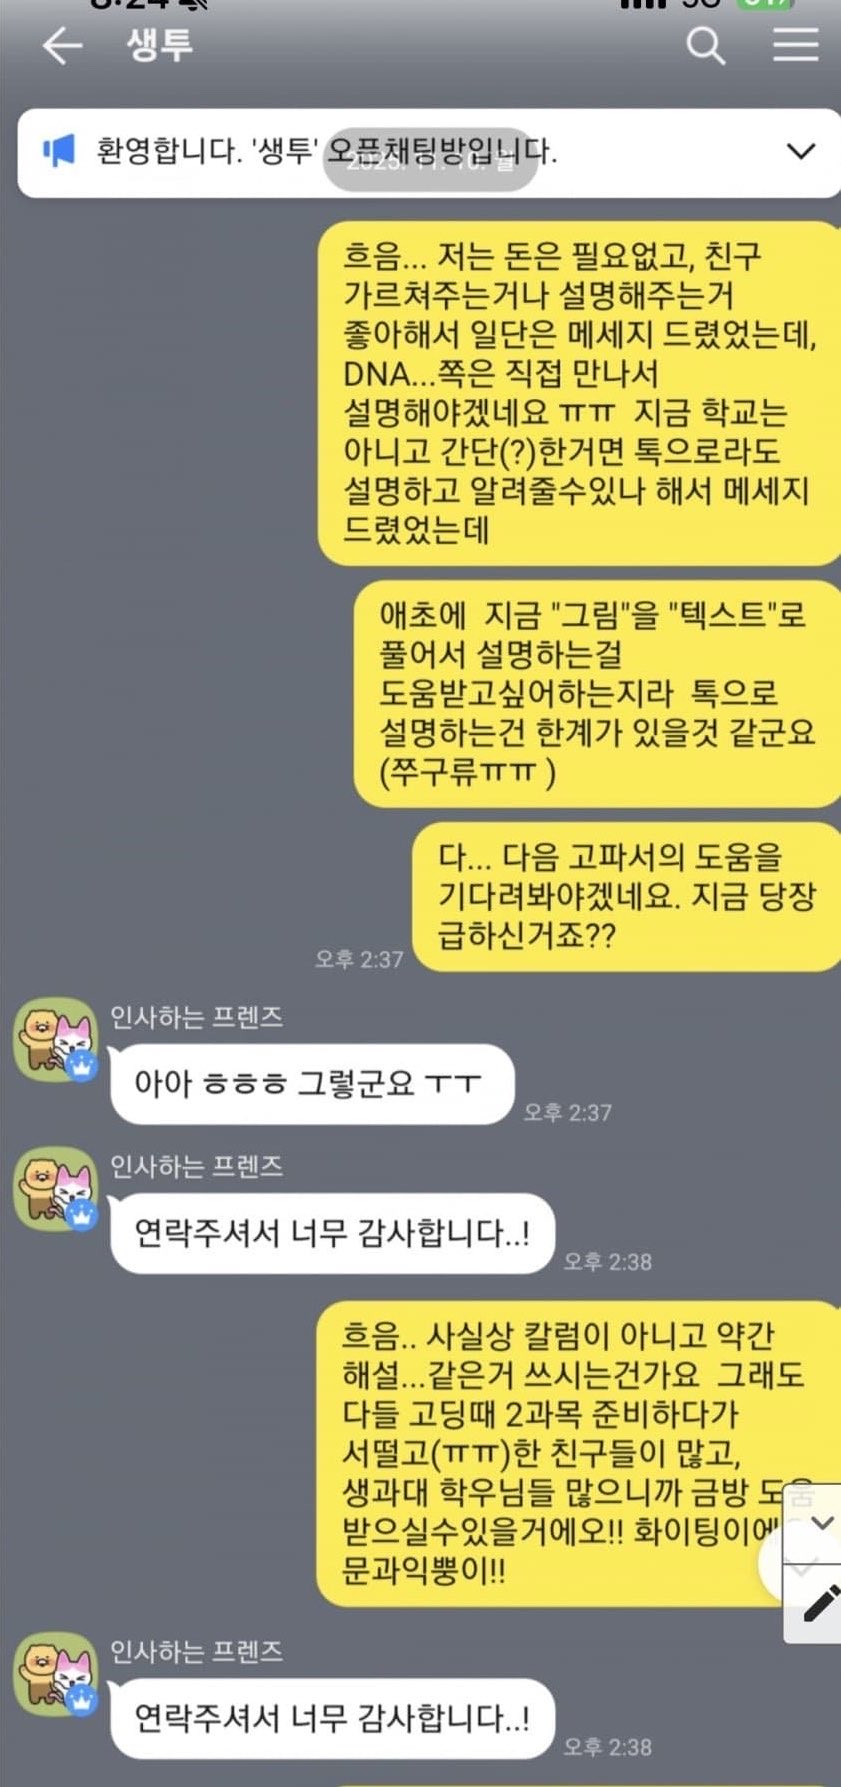 생투
환영합니다. '생투' 오픈채팅방입니다.
흐음... 저는 돈은 필요없고, 친구
가르쳐주는거나 설명해주는거
좋아해서 일단은 메세지 드렸었는데,
DNA...쪽은 직접 만나서
설명해야겠네요 ㅠㅠ 지금 학교는
아니고 간단(?)한거면 톡으로라도
설명하고 알려줄수있나 해서 메세지
드렸었는데
애초에 지금 "그림"을 "텍스트"로
풀어서 설명하는걸
도움받고싶어하는지라 톡으로
설명하는건 한계가 있을것 같군요
(쭈구류ㅠㅠ )
다... 다음 고파서의 도움을
기다려봐야겠네요. 지금 당장
급하신거죠??
오후 2:37
인사하는 프렌즈
아아 ㅎㅎㅎ 그렇군요 ㅜㅜ
오후 2:37
인사하는 프렌즈
연락주셔서 너무 감사합니다..!
오후 2:38
흐음.. 사실상 칼럼이 아니고 약간
해설...같은거 쓰시는건가요 그래도
다들 고딩때 2과목 준비하다가
서떨고(ㅠㅠ)한 친구들이 많고,
생과대 학우님들 많으니까 금방 도움
받으실수있을거에오!! 화이팅이에
문과익뿡이!!
인사하는 프렌즈
연락주셔서 너무 감사합니다..!
오후 2:38